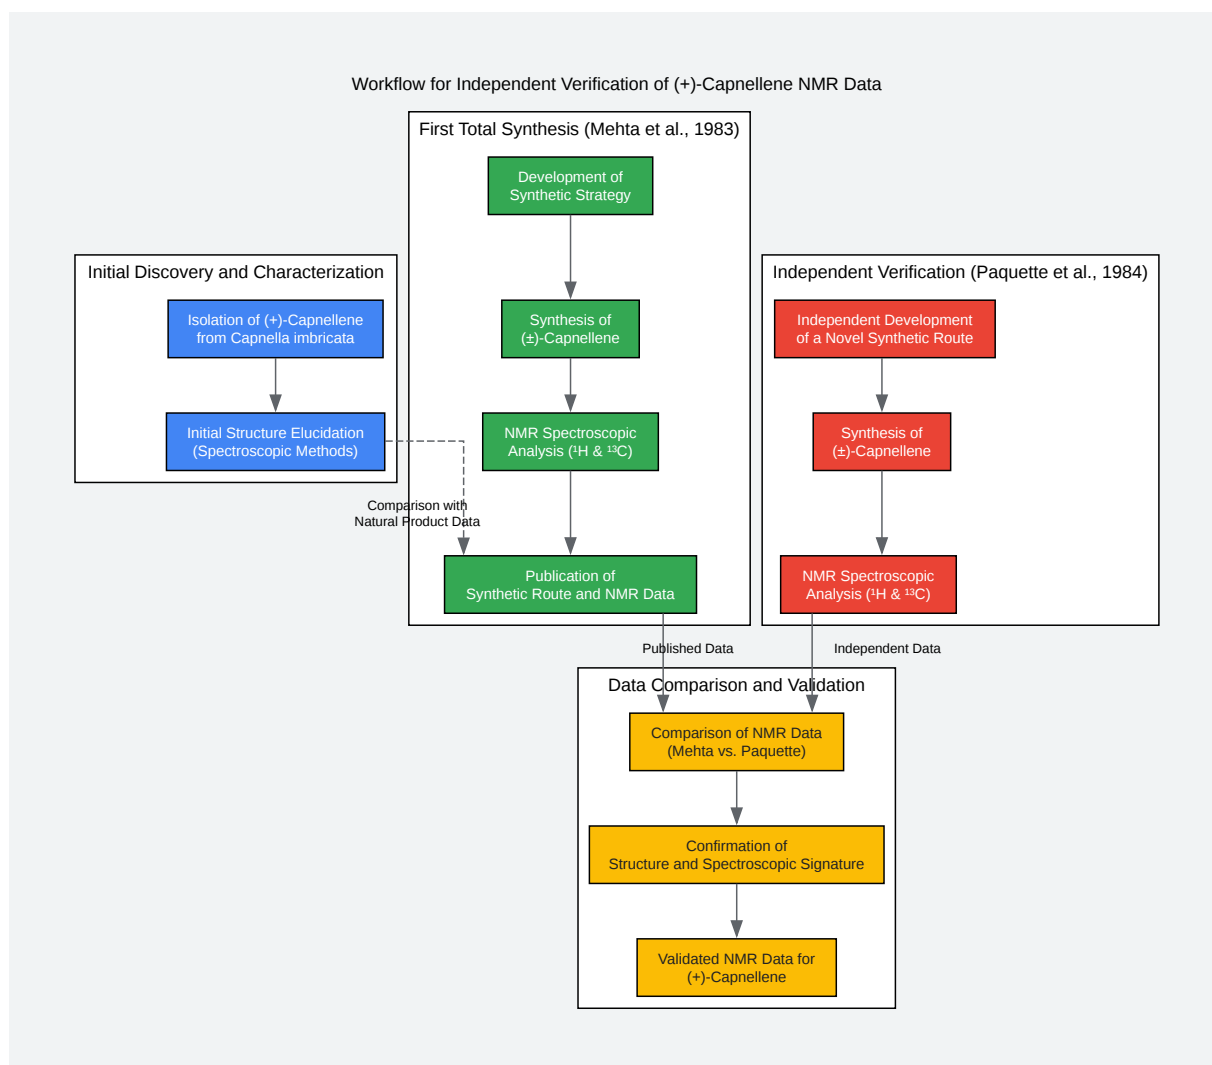 Workflow for Independent Verification of (+)-Capnellene NMR Data
First Total Synthesis (Mehta et al., 1983)
Development of
Synthetic Strategy
Synthesis of
(±)-Capnellene
NMR Spectroscopic
Analysis (¹H & ¹³C)
Publication of
Synthetic Route and NMR Data
Initial Discovery and Characterization
Isolation of (+)-Capnellene
from Capnella imbricata
Initial Structure Elucidation
(Spectroscopic Methods)
Comparison with
Natural Product Data
Independent Verification (Paquette et al., 1984)
Independent Development
of a Novel Synthetic Route
Synthesis of
(±)-Capnellene
NMR Spectroscopic
Analysis (¹H & ¹³C)
Published Data
Independent Data
Data Comparison and Validation
Comparison of NMR Data
(Mehta vs. Paquette)
Confirmation of
Structure and Spectroscopic Signature
Validated NMR Data for
(+)-Capnellene